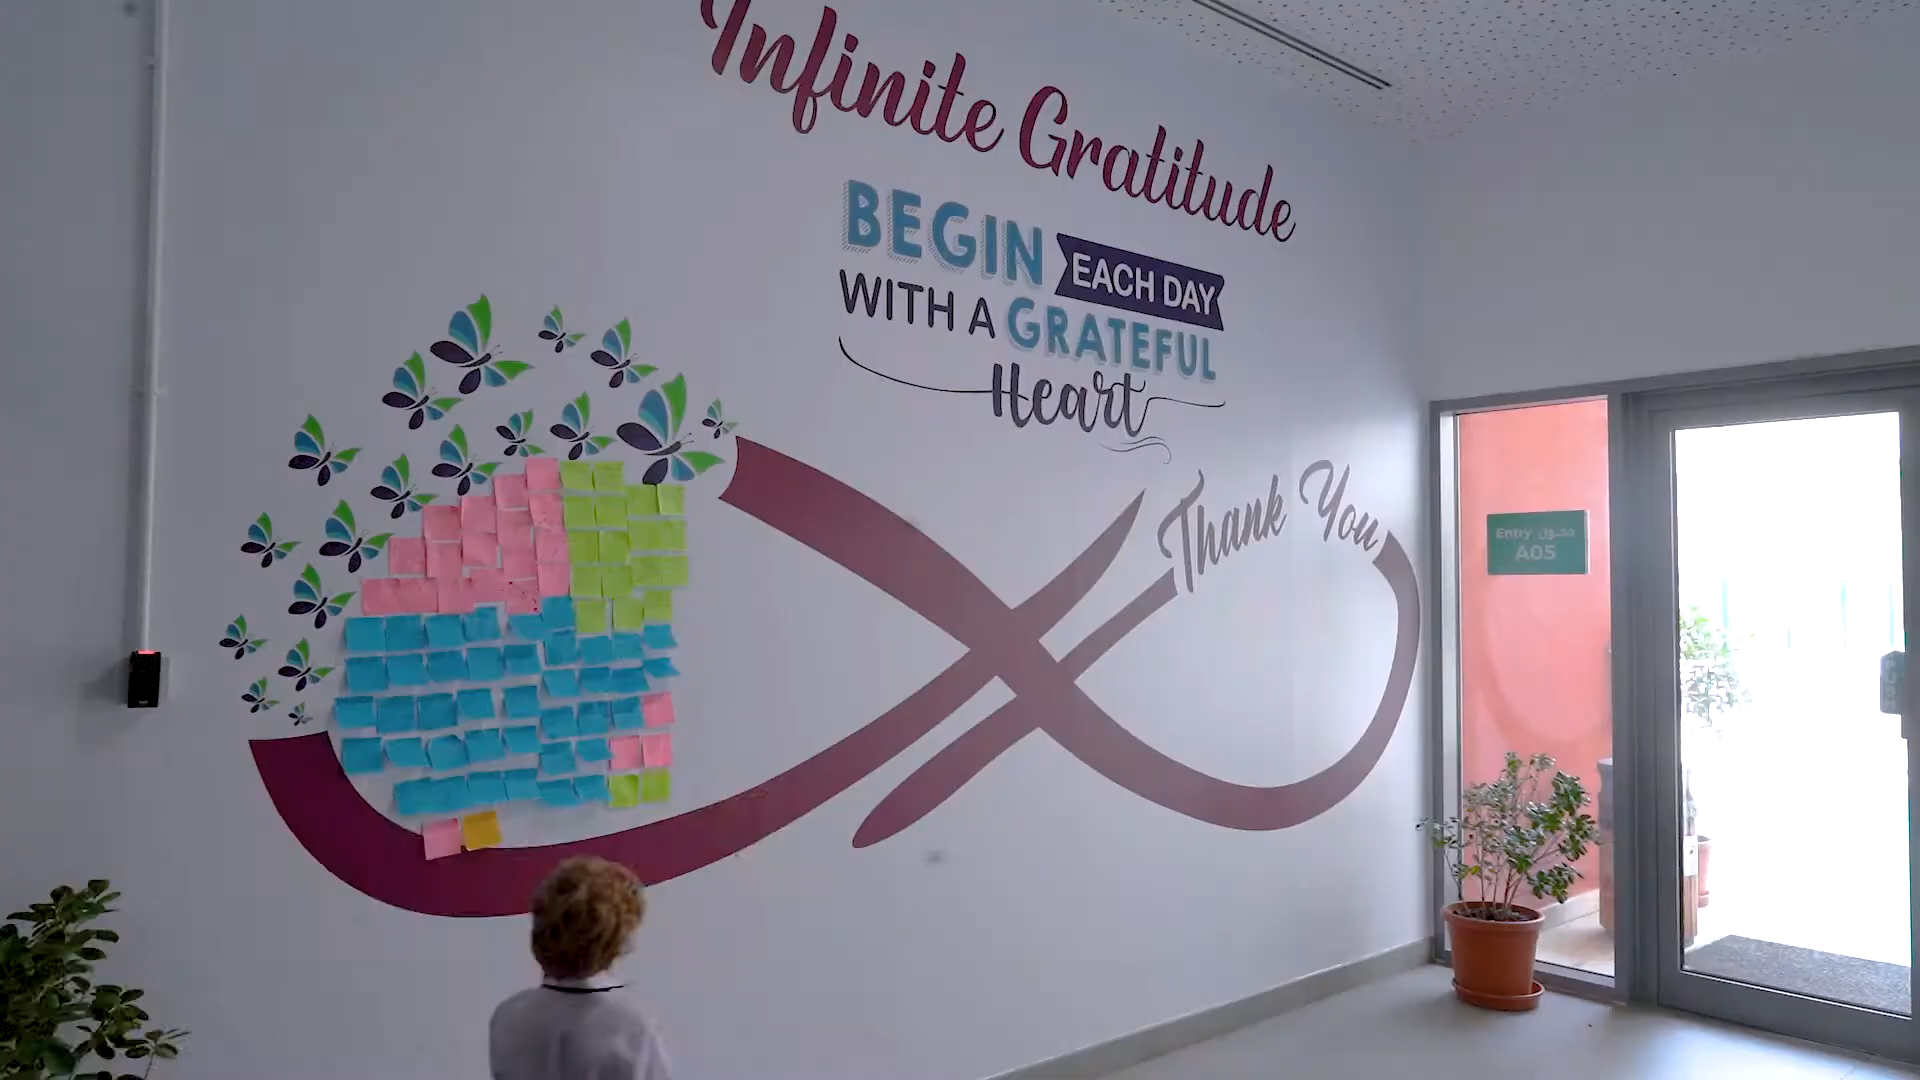 Infinite Gratitude
BEGIN EACH DAY
WITH A GRATEFUL
Heart
Thank You
Entry دخول
A05